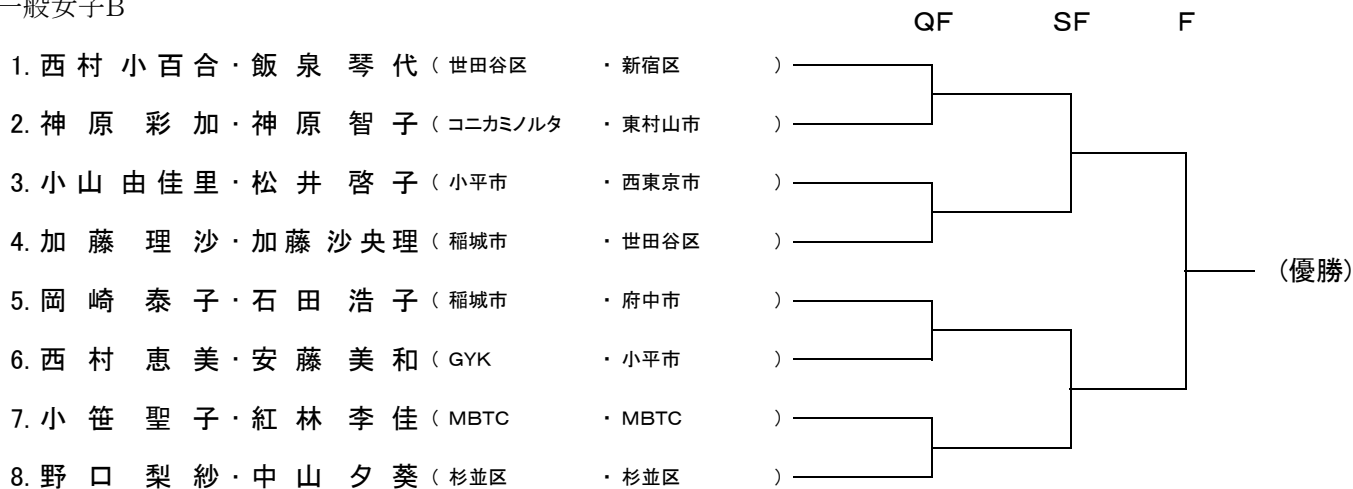 一般女子B
QF SF F
1. 西村 小百合・飯泉 琴代（世田谷区 ・新宿区 ）
2. 神原 彩加・神原 智子（コニカミノルタ ・東村山市 ）
3. 小山 由佳里・松井 啓子（小平市 ・西東京市 ）
4. 加藤 理沙・加藤 沙央理（稲城市 ・世田谷区 ）
（優勝）
5. 岡崎 泰子・石田 浩子（稲城市 ・府中市 ）
6. 西村 恵美・安藤 美和（GYK ・小平市 ）
7. 小笹 聖子・紅林 李佳（MBTC ・MBTC ）
8. 野口 梨紗・中山 夕葵（杉並区 ・杉並区 ）